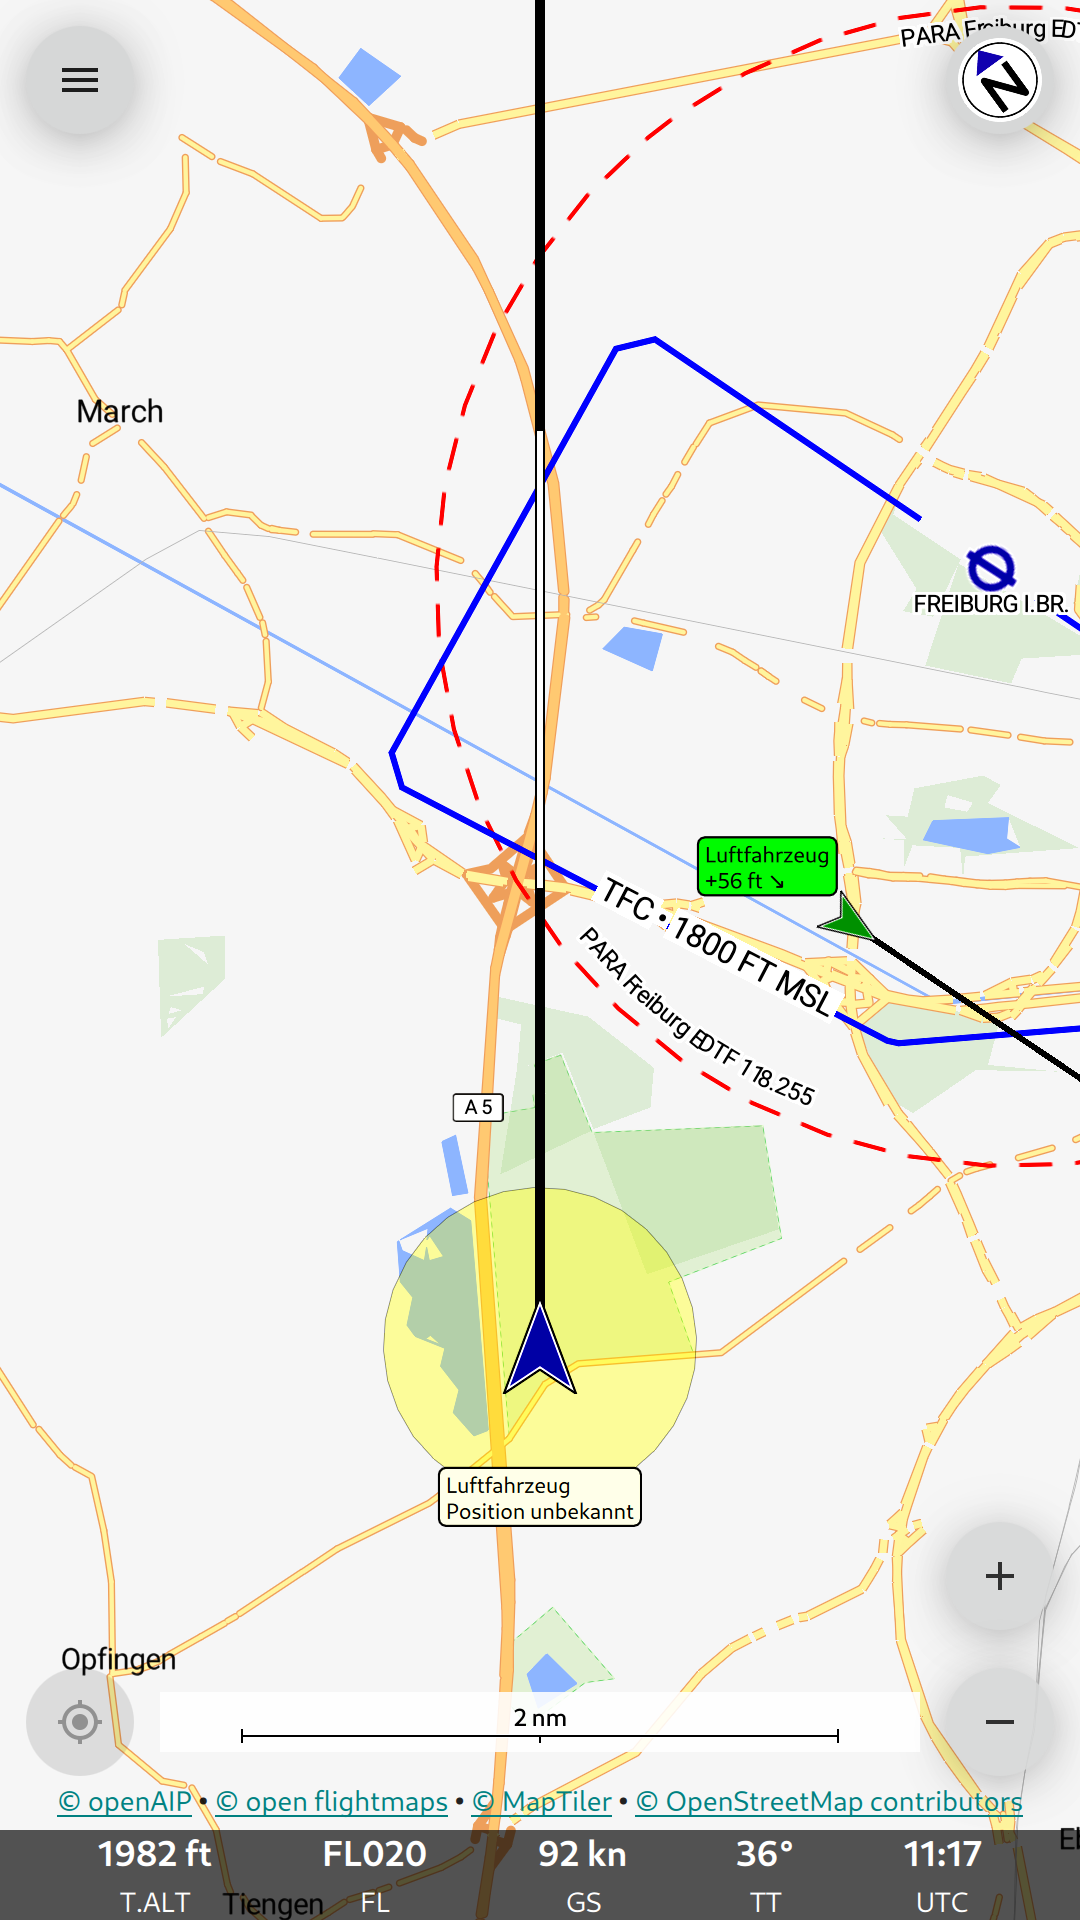 PARA Freiburg EDT
N
March
FREIBURG I.BR.
Luftfahrzeug
+56 ft ↘
TFC • 1800 FT MSL
PARA Freiburg EDTF 118.255
A 5
Luftfahrzeug
Position unbekannt
Opfingen
2 nm
© openAIP • © open flightmaps • © MapTiler • © OpenStreetMap contributors
1982 ft FL020 92 kn 36° 11:17
T.ALT FL GS TT UTC
Tiengen
Eb